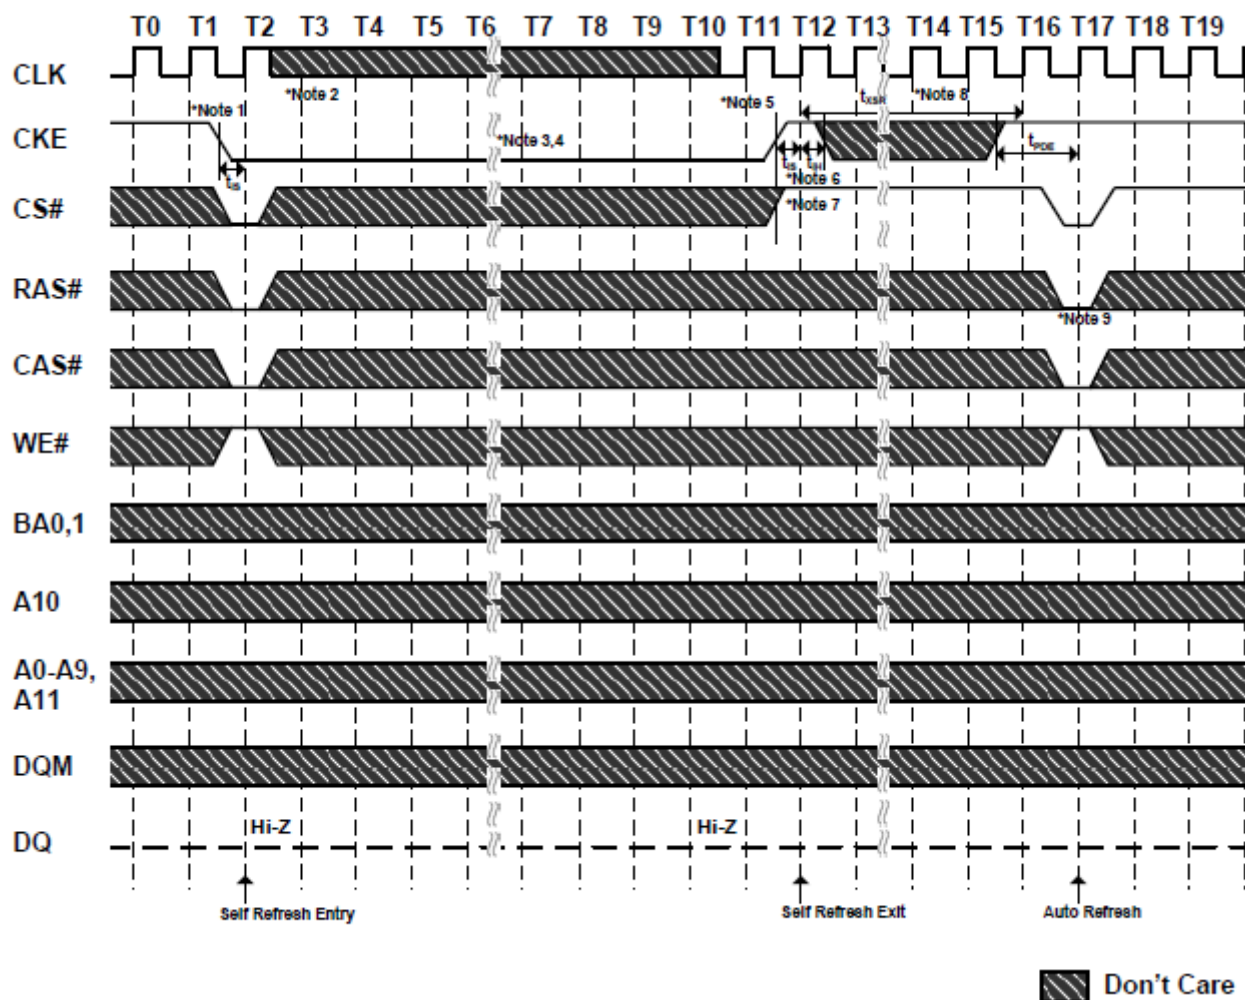 T0 T1 T2 T3 T4 T5 T6 T7 T8 T9 T10 T11 T12 T13 T14 T15 T16 T17 T18 T19
CLK
*Note 1 *Note 2 *Note 5 tXSR *Note 8
CKE
*Note 3,4 tPDE
tIS tIS tIH
*Note 6
CS#
*Note 7
RAS#
*Note 9
CAS#
WE#
BA0,1
A10
A0-A9,
A11
DQM
Hi-Z Hi-Z
DQ
Self Refresh Entry Self Refresh Exit Auto Refresh
Don't Care